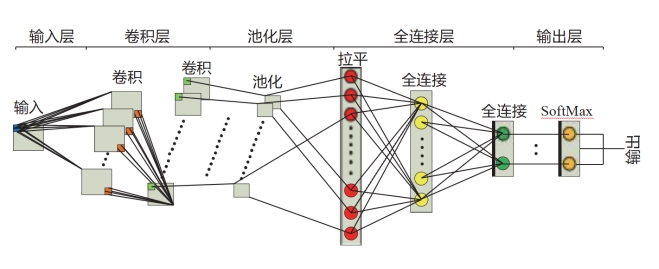 输入层 卷积层 池化层 全连接层 输出层
拉平
卷积
卷积
池化
全连接
输入
全连接
SoftMax
输出